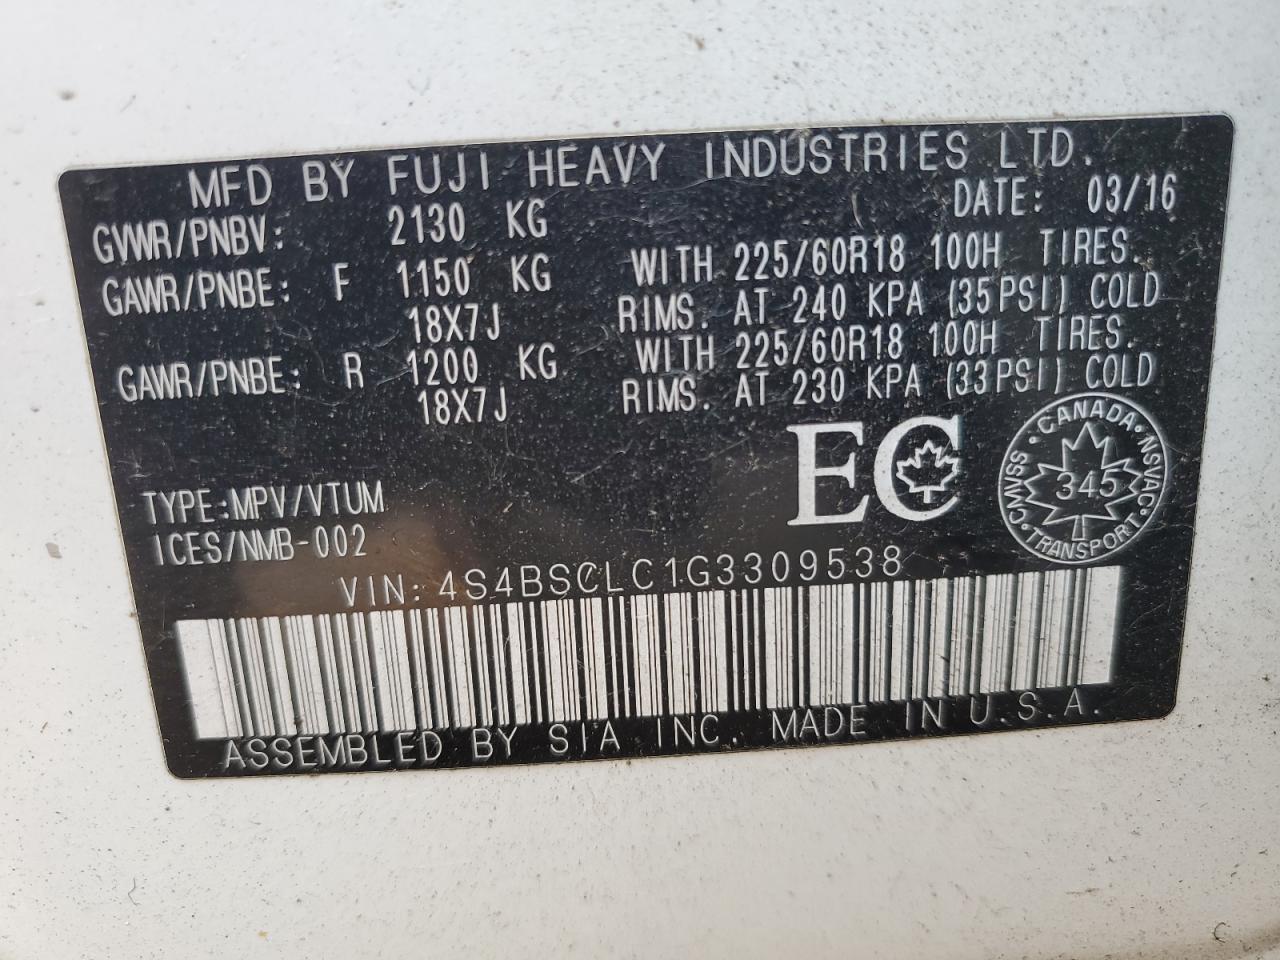 MFD BY FUJI HEAVY INDUSTRIES LTD.
GVWR/PNBV: 2130 KG DATE: 03/16
GAWR/PNBE: F 1150 KG WITH 225/60R18 100H TIRES.
18X7J RIMS. AT 240 KPA (35PSI) COLD
GAWR/PNBE: R 1200 KG WITH 225/60R18 100H TIRES.
18X7J RIMS. AT 230 KPA (33PSI) COLD
EC
CMVSS · CANADA · NSVAC
345
TRANSPORT
TYPE:MPV/VTUM
ICES/NMB-002
VIN: 4S4BSCLC1G3309538
ASSEMBLED BY SIA INC. MADE IN U.S.A.